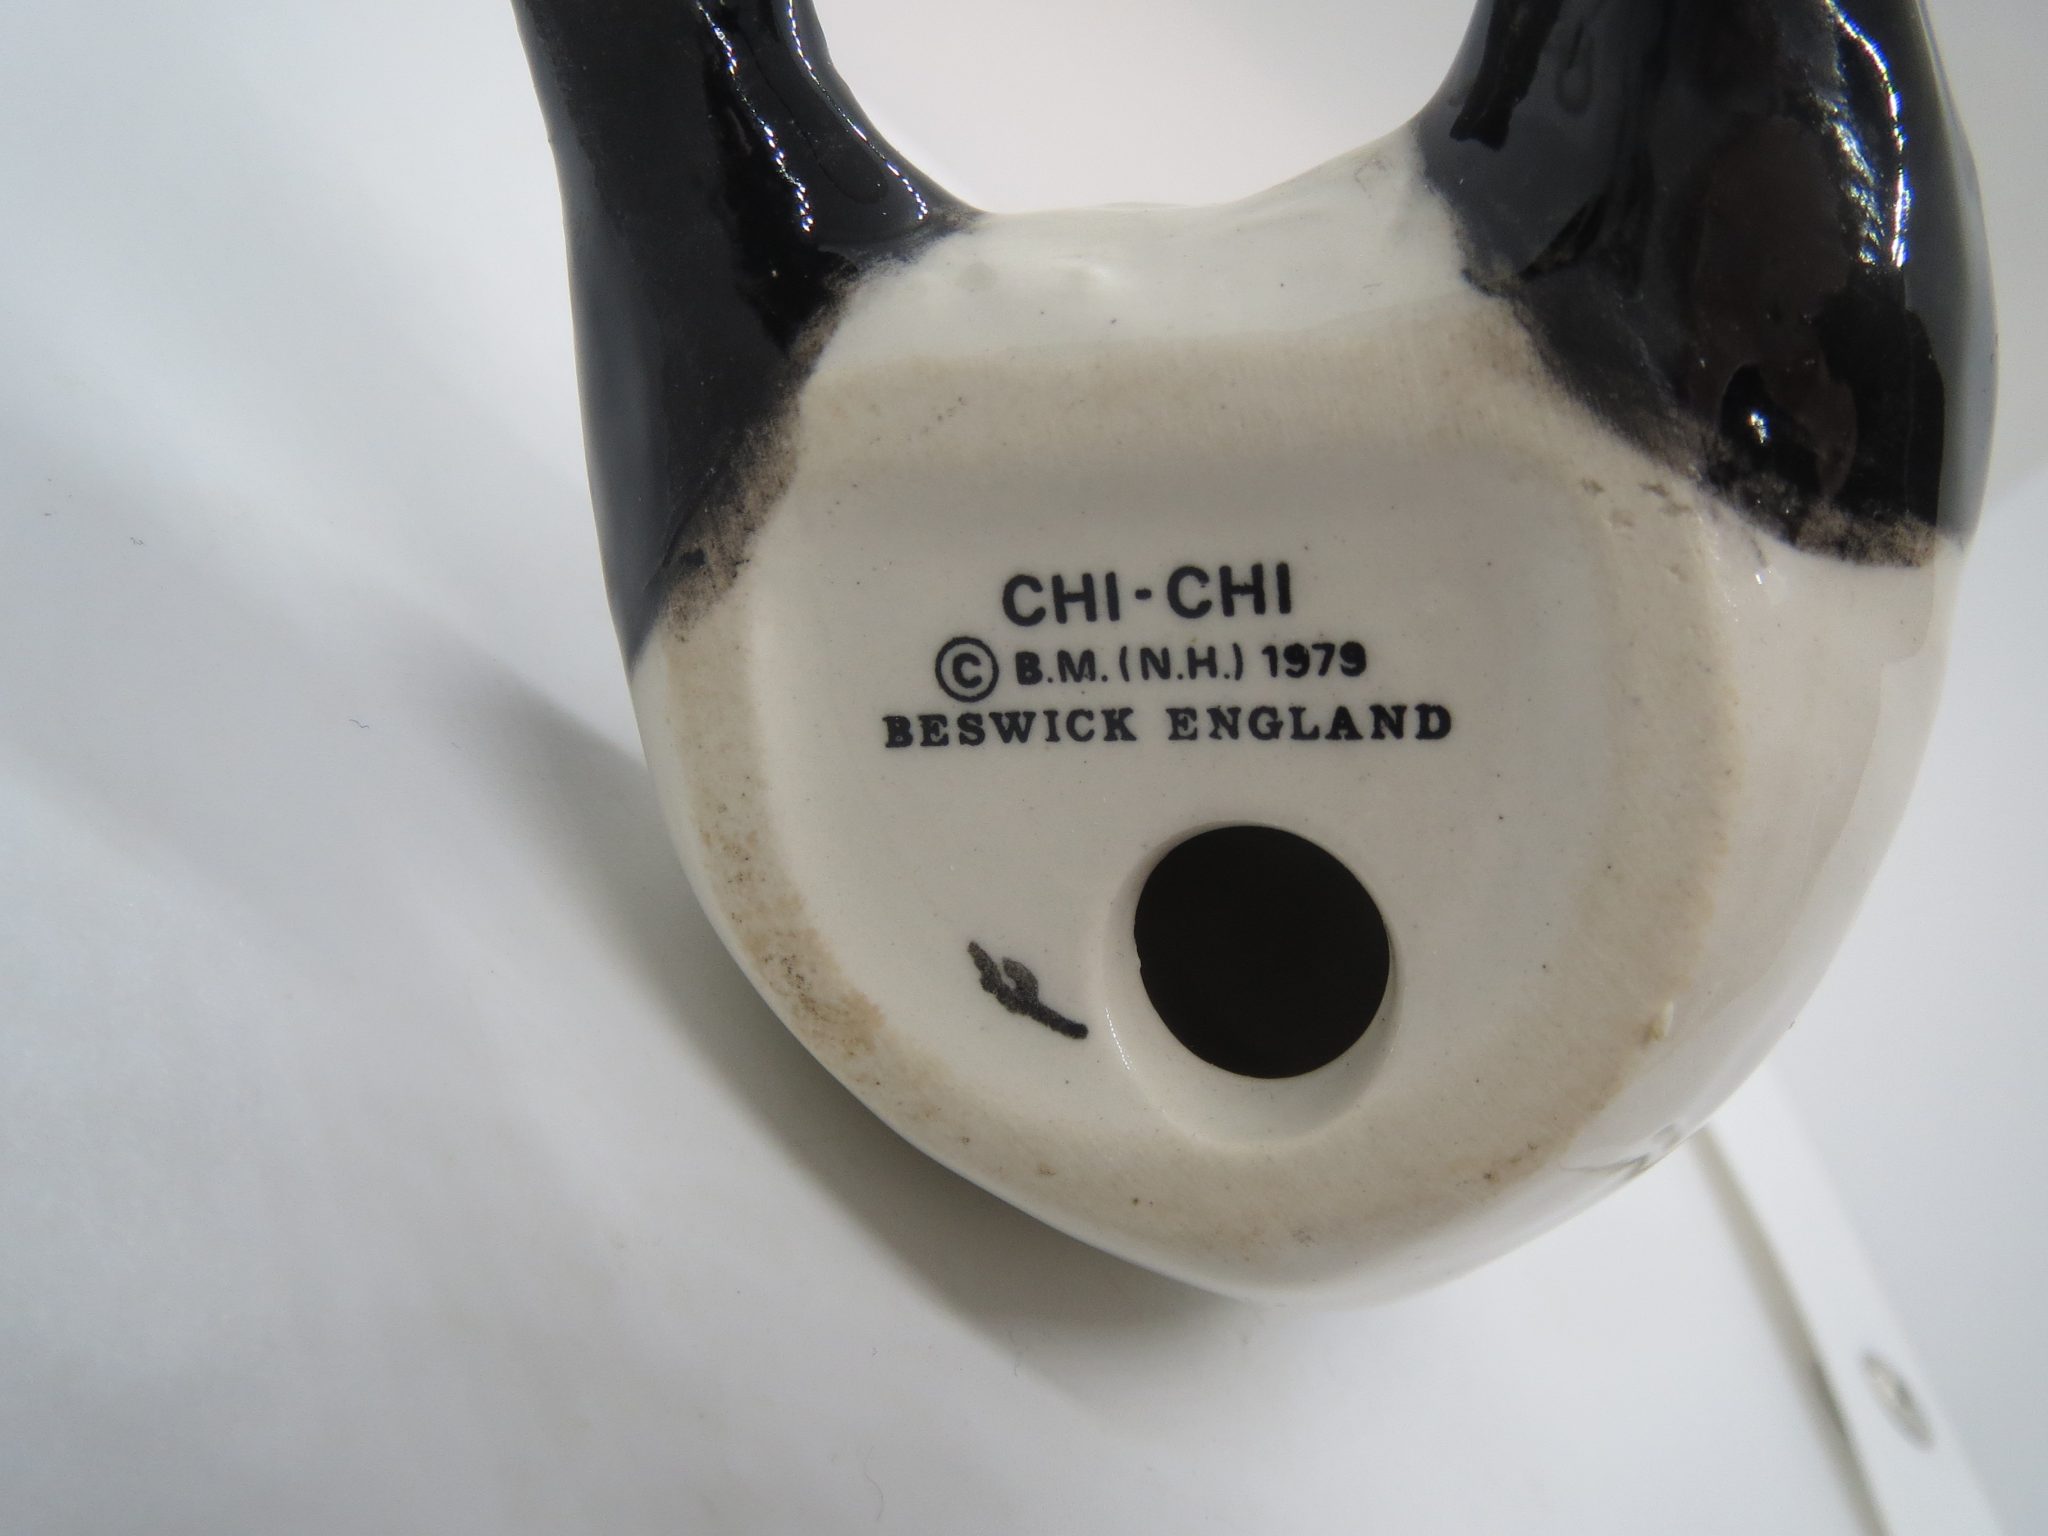 CHI-CHI
© B.M. (N.H.) 1979
BESWICK ENGLAND